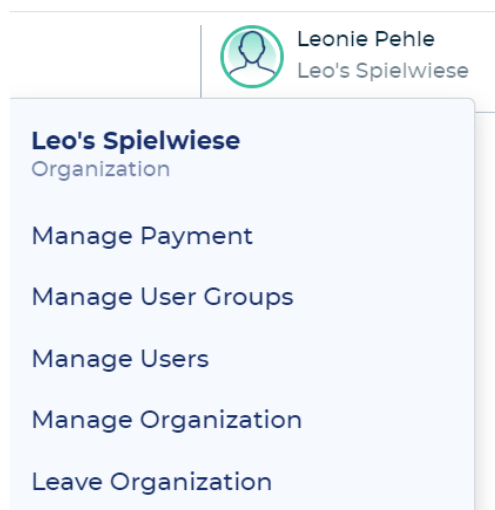 Leonie Pehle
Leo's Spielwiese
Leo's Spielwiese
Organization
Manage Payment
Manage User Groups
Manage Users
Manage Organization
Leave Organization